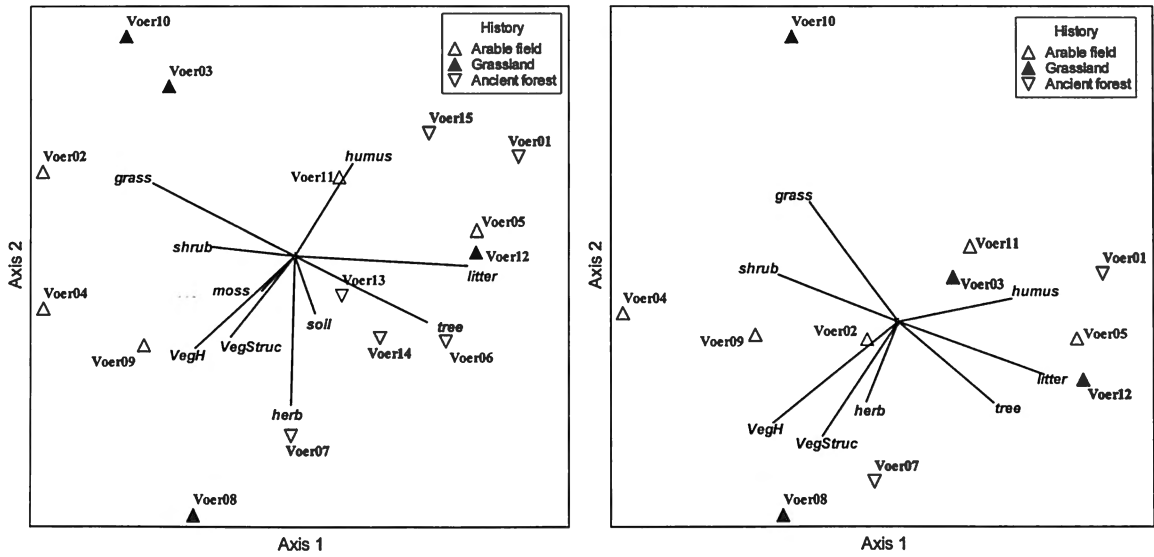 Voer10
History
Arable field
Grassland
Ancient forest
Voer03
Voer15
Voer01
Voer02
humus
grass
Voer11
Voer05
shrub
Voer12
litter
moss
Voer13
Voer04
soil
tree
Voer09
VegH
VegStruc
Voer14
Voer06
herb
Voer07
Voer08
Axis 2
Axis 1
Voer10
History
Arable field
Grassland
Ancient forest
grass
Voer11
shrub
Voer01
Voer03
humus
Voer04
Voer09
Voer02
Voer05
litter
Voer12
herb
tree
VegH
VegStruc
Voer07
Voer08
Axis 2
Axis 1